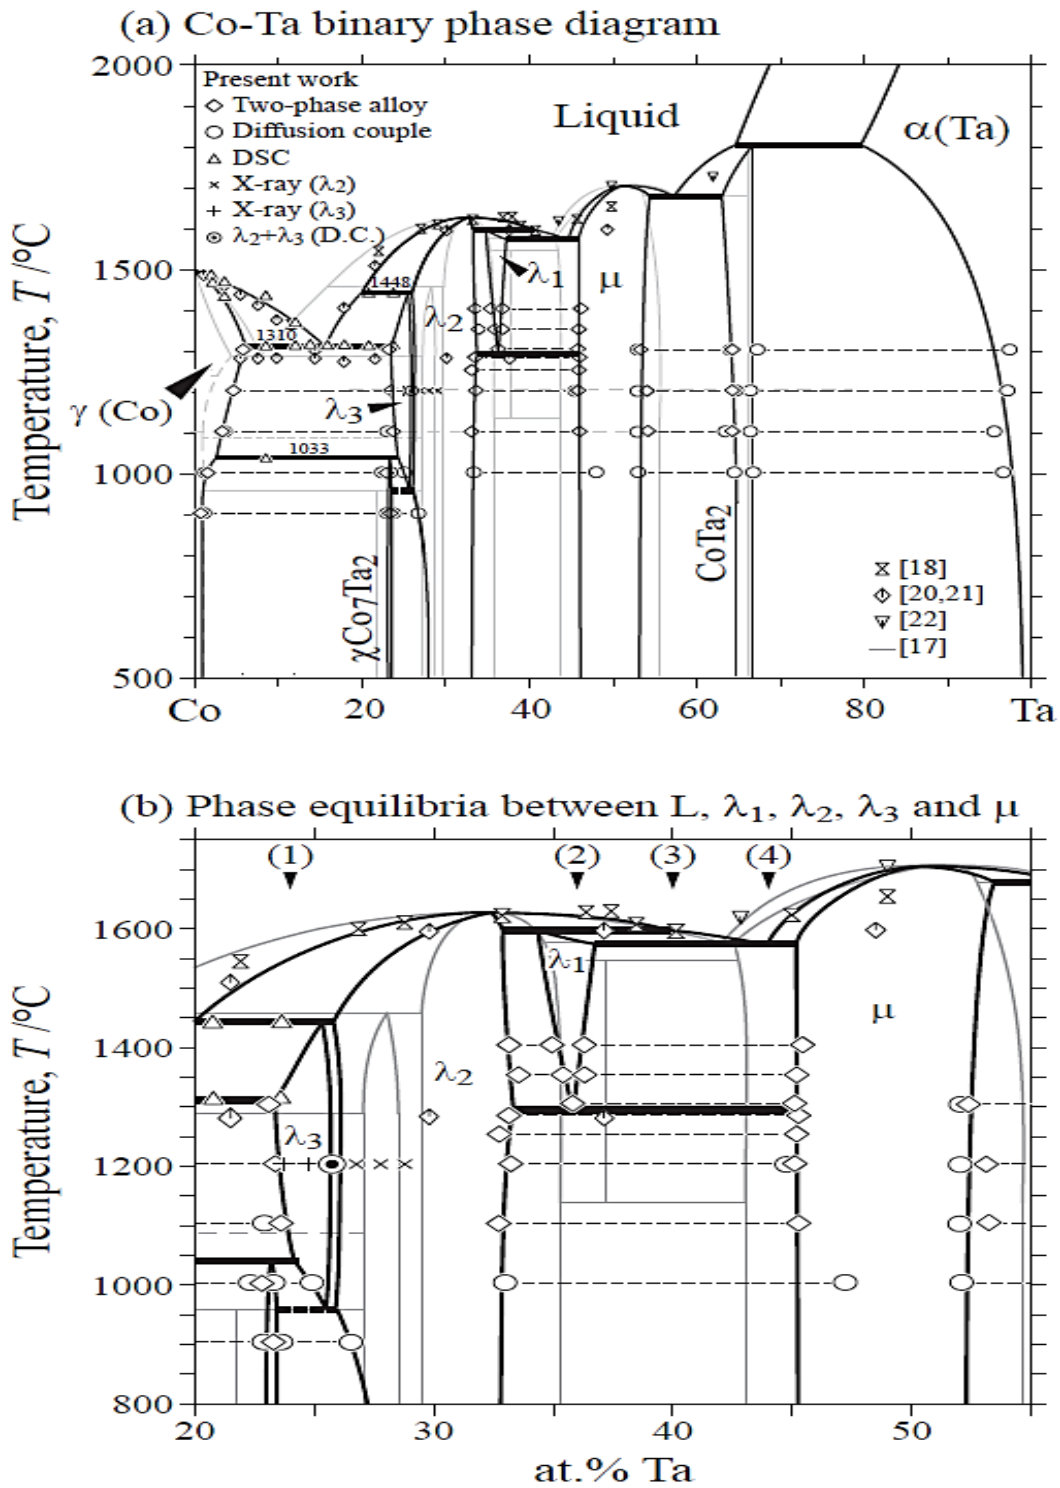 (a) Co-Ta binary phase diagram
2000
Present work
Two-phase alloy
Diffusion couple
DSC
X-ray (λ2)
X-ray (λ3)
λ2+λ3 (D.C.)
Liquid
α(Ta)
1500
1448
λ1
μ
λ2
1310
γ (Co)
λ3
1033
1000
χCo7Ta2
CoTa2
[18]
[20,21]
[22]
[17]
500
Temperature, T /°C
Co 20 40 60 80 Ta
(b) Phase equilibria between L, λ1, λ2, λ3 and μ
(1) (2) (3) (4)
1600
λ1
μ
1400
λ2
λ3
1200
1000
800
Temperature, T /°C
20 30 40 50
at.% Ta